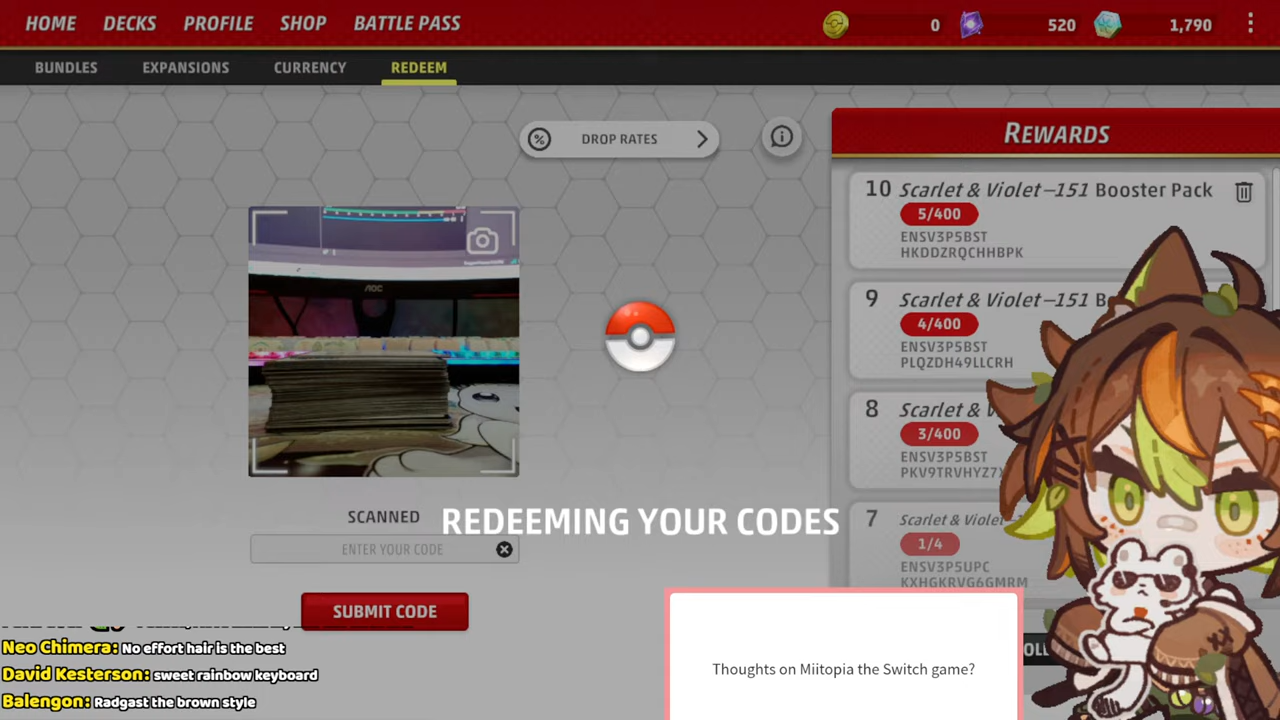 HOME DECKS PROFILE SHOP BATTLE PASS 0 520 1,790
BUNDLES EXPANSIONS CURRENCY REDEEM
DROP RATES
REWARDS
10 Scarlet & Violet—151 Booster Pack
5/400
ENSV3P5BST
HKDDZRQCHHBPK
9 Scarlet & Violet—151
4/400
ENSV3P5BST
PLQZDH49LLCRH
8 Scarlet &
3/400
ENSV3P5BST
7 Scarlet & Violet
1/4
ENSV3P5UPC
KXHGKRVG6GMRM
AOC
SCANNED
REDEEMING YOUR CODES
ENTER YOUR CODE
SUBMIT CODE
Neo Chimera: No effort hair is the best
David Kesterson: sweet rainbow keyboard
Balengon: Radgast the brown style
Thoughts on Miitopia the Switch game?